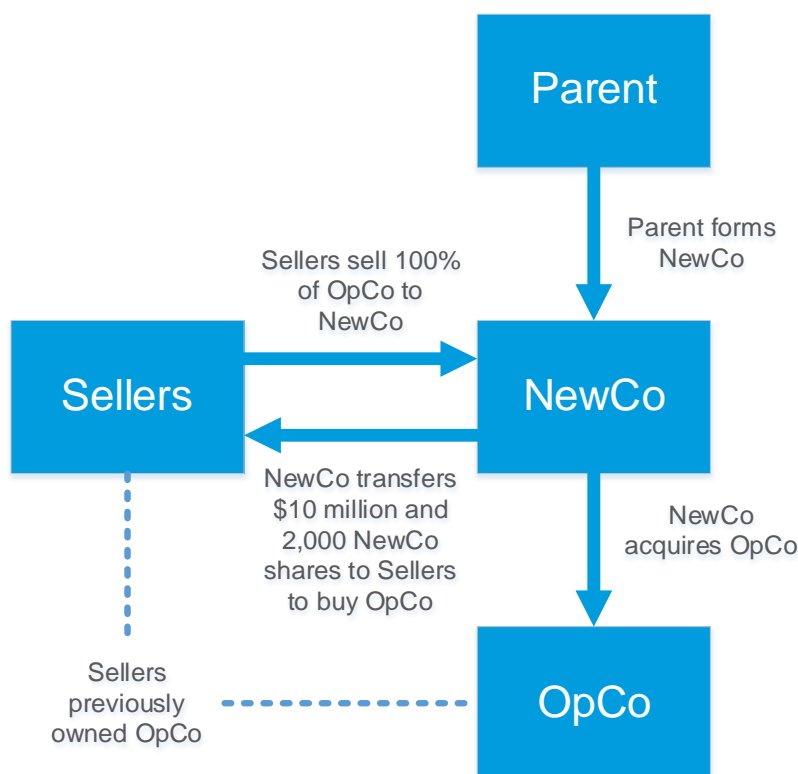 Parent
Parent forms
NewCo
Sellers sell 100%
of OpCo to
NewCo
Sellers
NewCo
NewCo transfers
$10 million and
2,000 NewCo
shares to Sellers
to buy OpCo
NewCo
acquires OpCo
Sellers
previously
owned OpCo
OpCo